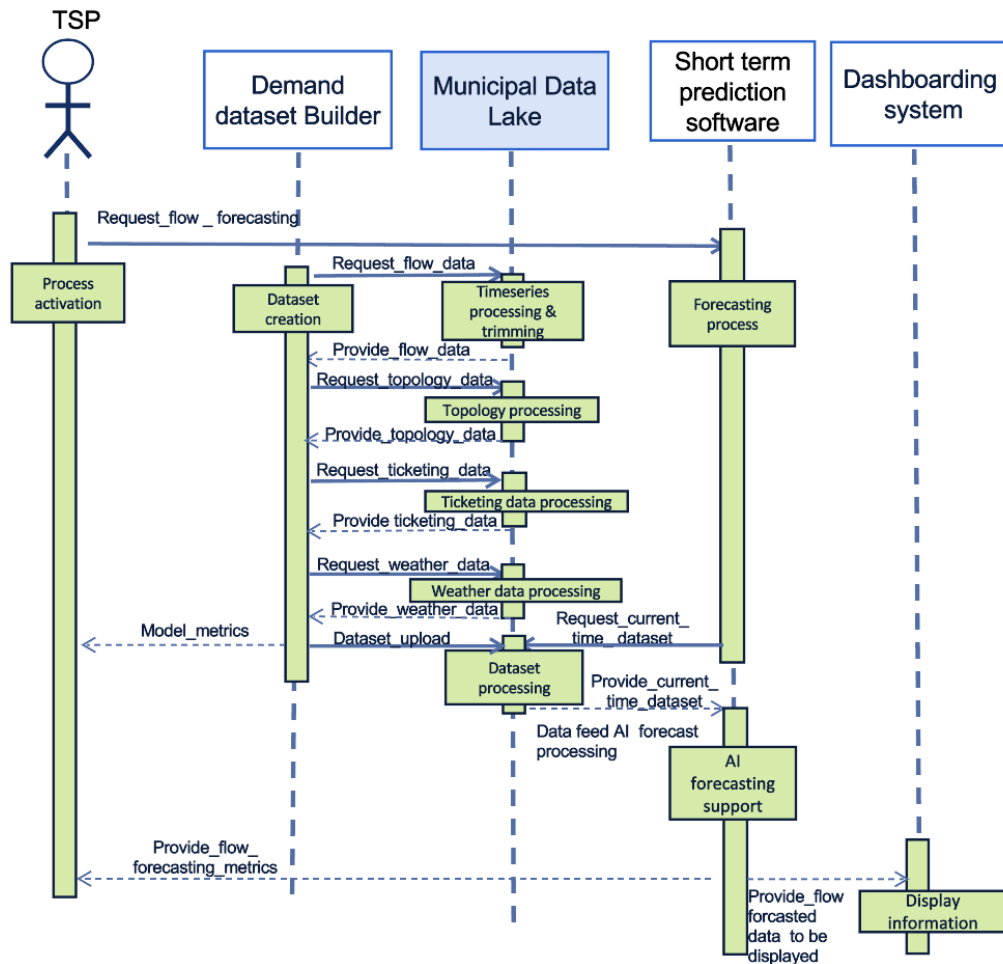 TSP
Demand
dataset Builder
Municipal Data
Lake
Short term
prediction
software
Dashboarding
system
Request_flow _ forecasting
Process
activation
Request_flow_data
Dataset
creation
Timeseries
processing &
trimming
Forecasting
process
Provide_flow_data
Request_topology_data
Topology processing
Provide_topology_data
Request_ticketing_data
Ticketing data processing
Provide ticketing_data
Request_weather_data
Weather data processing
Provide_weather_data
Request_current_
time_dataset
Model_metrics
Dataset_upload
Dataset
processing
Provide_current_
time_dataset
Data feed AI  forecast
processing
AI
forecasting
support
Provide_flow_
forecasting_metrics
Provide_flow
forcasted
data  to be
displayed
Display
information